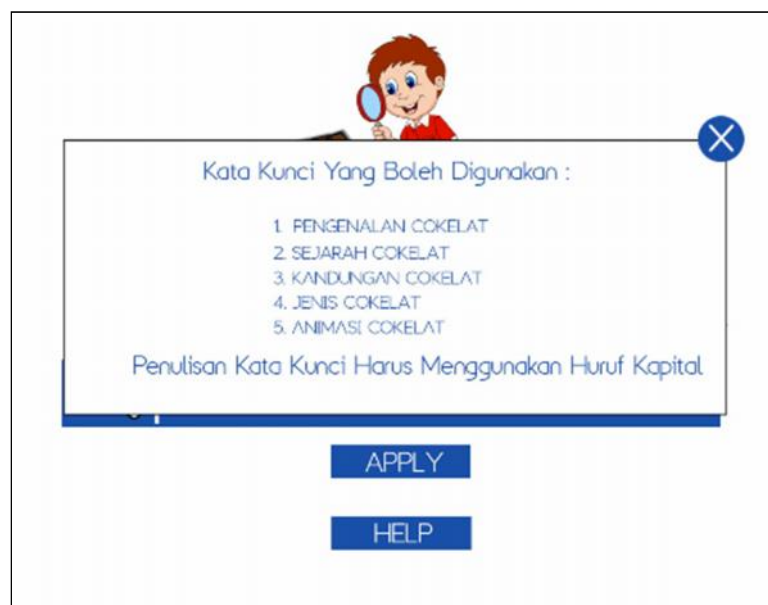 Kata Kunci Yang Boleh Digunakan :
1. PENGENALAN COKELAT
2. SEJARAH COKELAT
3. KANDUNGAN COKELAT
4. JENIS COKELAT
5. ANIMASI COKELAT
Penulisan Kata Kunci Harus Menggunakan Huruf Kapital
APPLY
HELP